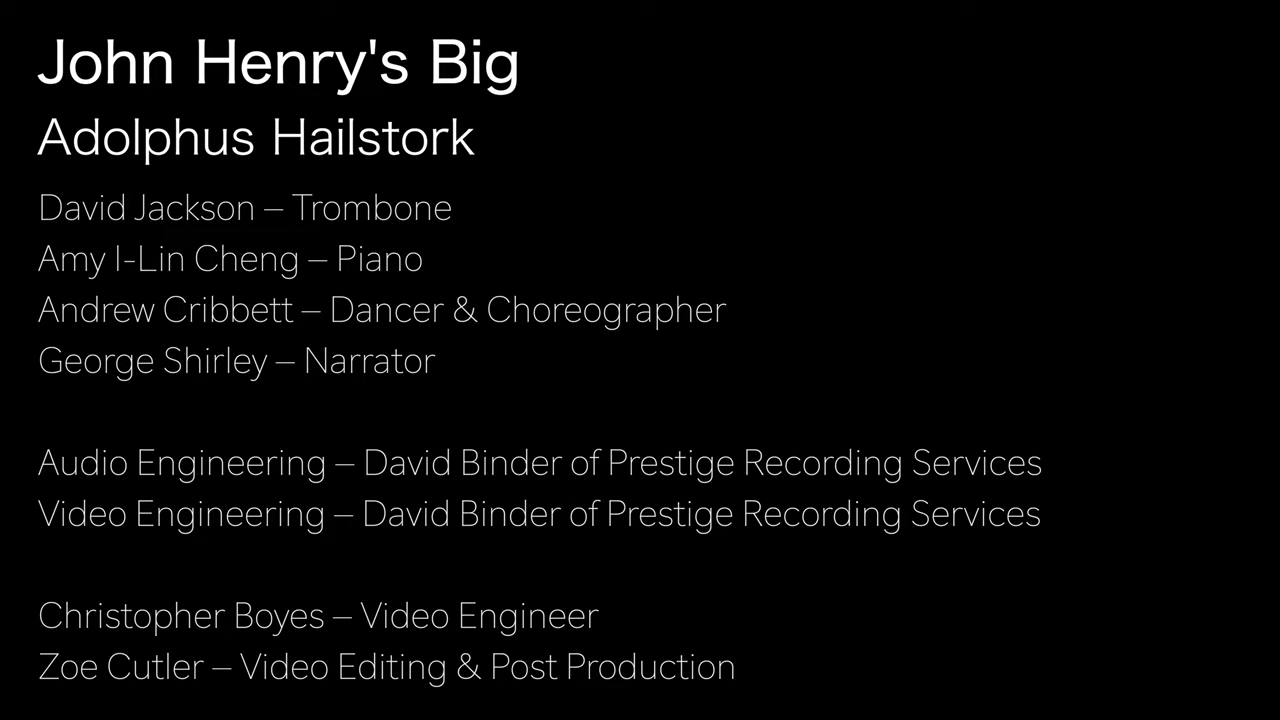 John Henry's Big
Adolphus Hailstork
David Jackson – Trombone
Amy I-Lin Cheng – Piano
Andrew Cribbett – Dancer & Choreographer
George Shirley – Narrator
Audio Engineering – David Binder of Prestige Recording Services
Video Engineering – David Binder of Prestige Recording Services
Christopher Boyes – Video Engineer
Zoe Cutler – Video Editing & Post Production